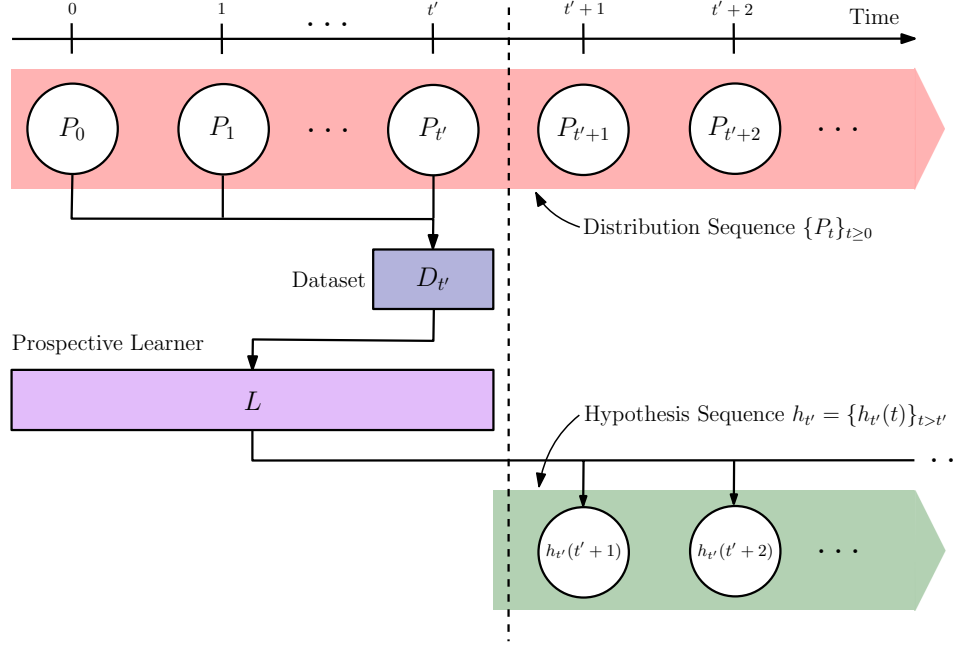 0 1 · · · t′ t′ + 1 t′ + 2 Time
P₀ P₁ · · · Pₜ′ Pₜ′₊₁ Pₜ′₊₂ · · ·
Distribution Sequence {Pₜ}ₜ≥₀
Dataset Dₜ′
Prospective Learner
L
Hypothesis Sequence hₜ′ = {hₜ′(t)}ₜ>ₜ′
· ·
hₜ′(t′ + 1) hₜ′(t′ + 2) · · ·